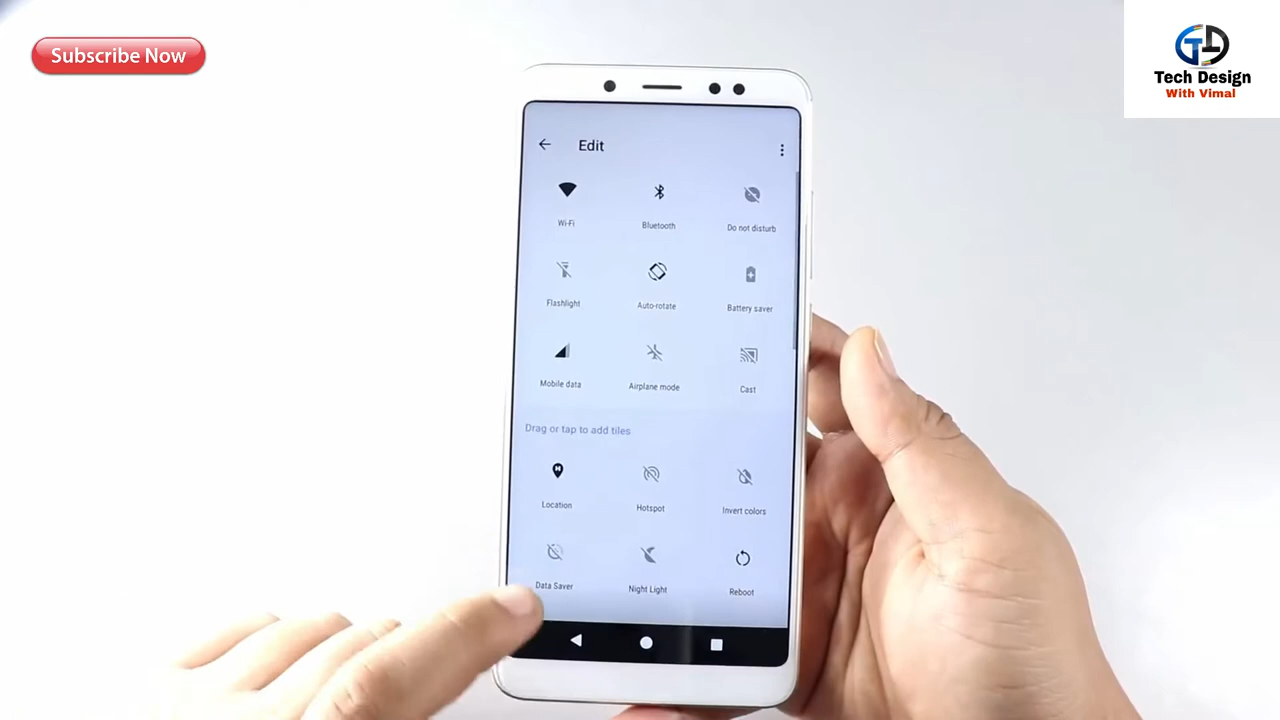 Subscribe Now
Tech Design
With Vimal
Edit
Wi-Fi
Bluetooth
Do not disturb
Flashlight
Auto-rotate
Battery saver
Mobile data
Airplane mode
Cast
Drag or tap to add tiles
Location
Hotspot
Invert colors
Data Saver
Night Light
Reboot